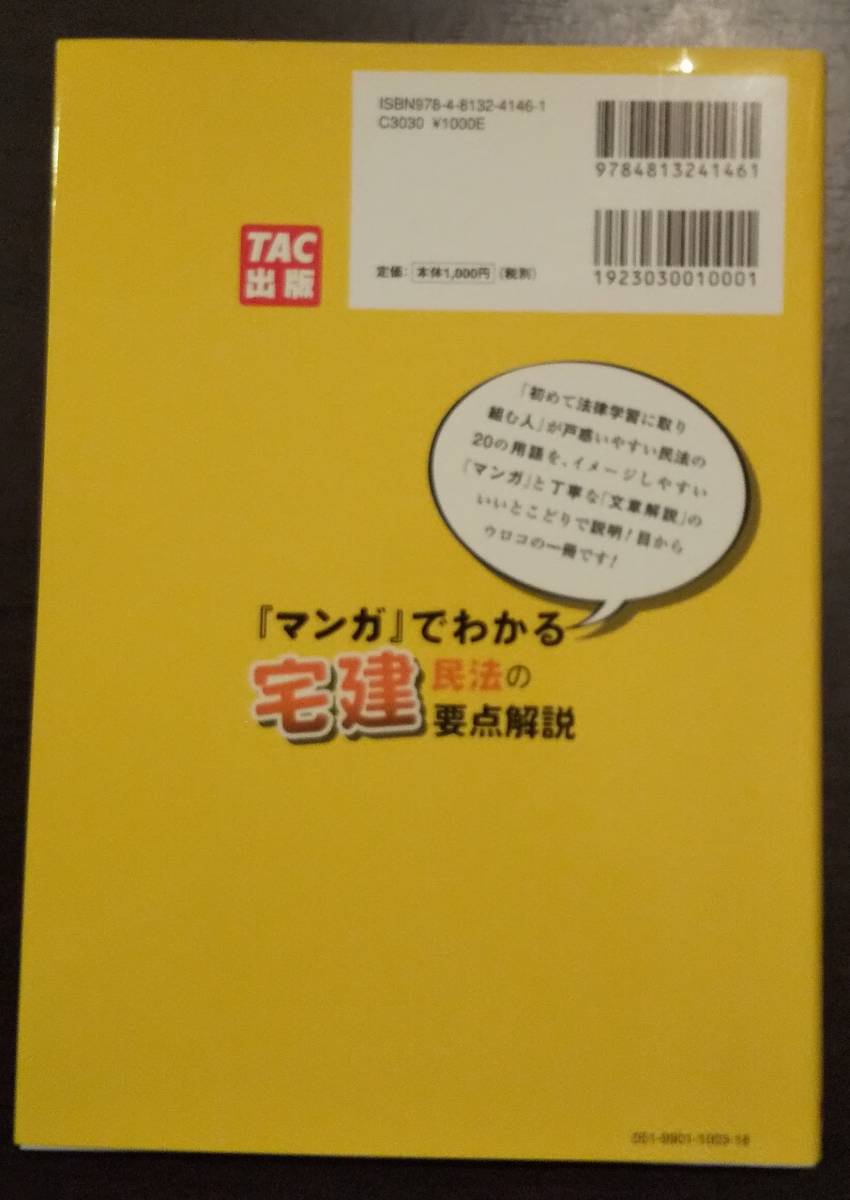 ISBN978-4-8132-4146-1
C3030 ¥1000E
9784813241461
TAC
出版
定価: 本体1,000円 (税別)
1923030010001
「初めて法律学習に取り
組む人」が戸惑いやすい民法の
20の用語を、イメージしやすい
『マンガ』と丁寧な「文章解説」の
いいとこどりで説明！目から
ウロコの一冊です！
『マンガ』でわかる
宅建民法の
要点解説